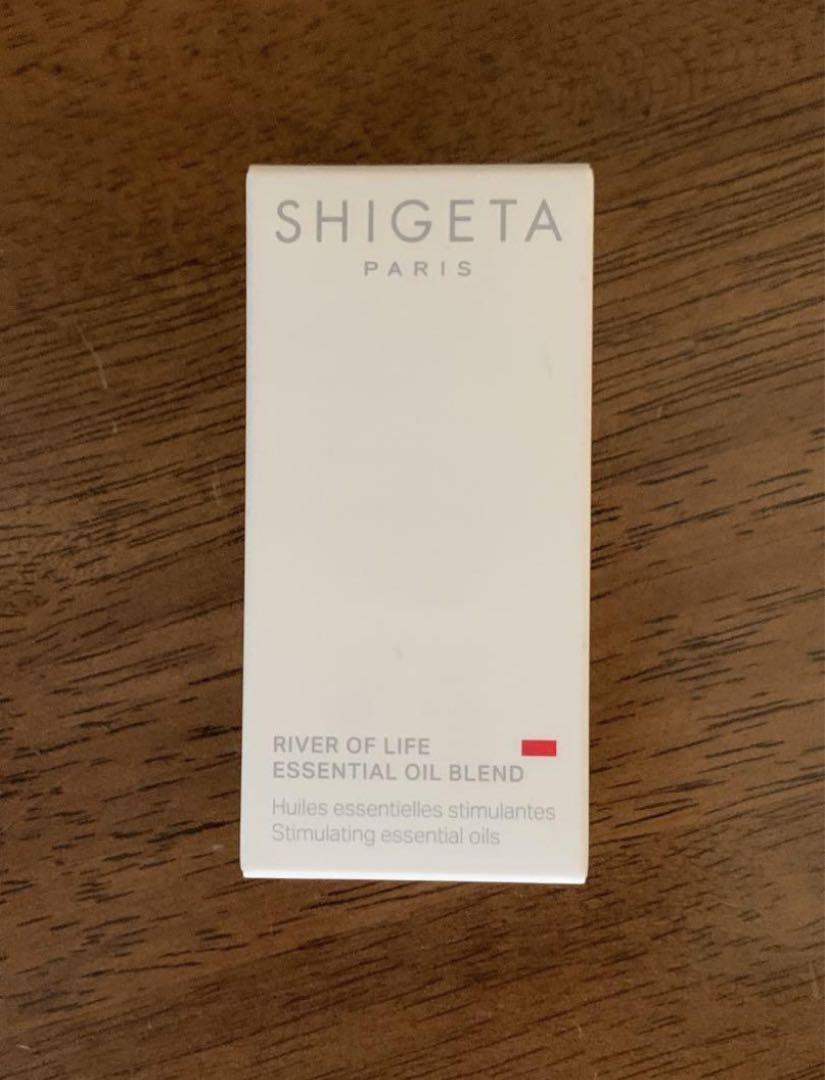 SHIGETA
PARIS
RIVER OF LIFE
ESSENTIAL OIL BLEND
Huiles essentielles stimulantes
Stimulating essential oils